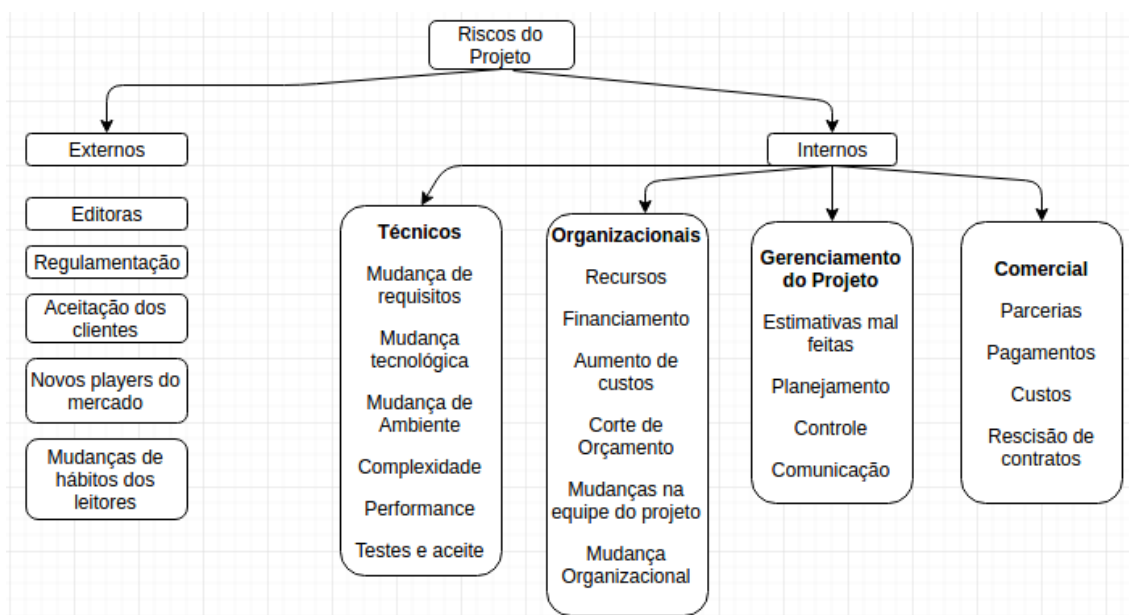 Riscos do
Projeto
Externos
Internos
Editoras
Regulamentação
Aceitação dos
clientes
Novos players do
mercado
Mudanças de
hábitos dos
leitores
Técnicos
Mudança de
requisitos
Mudança
tecnológica
Mudança de
Ambiente
Complexidade
Performance
Testes e aceite
Organizacionais
Recursos
Financiamento
Aumento de
custos
Corte de
Orçamento
Mudanças na
equipe do projeto
Mudança
Organizacional
Gerenciamento
do Projeto
Estimativas mal
feitas
Planejamento
Controle
Comunicação
Comercial
Parcerias
Pagamentos
Custos
Rescisão de
contratos